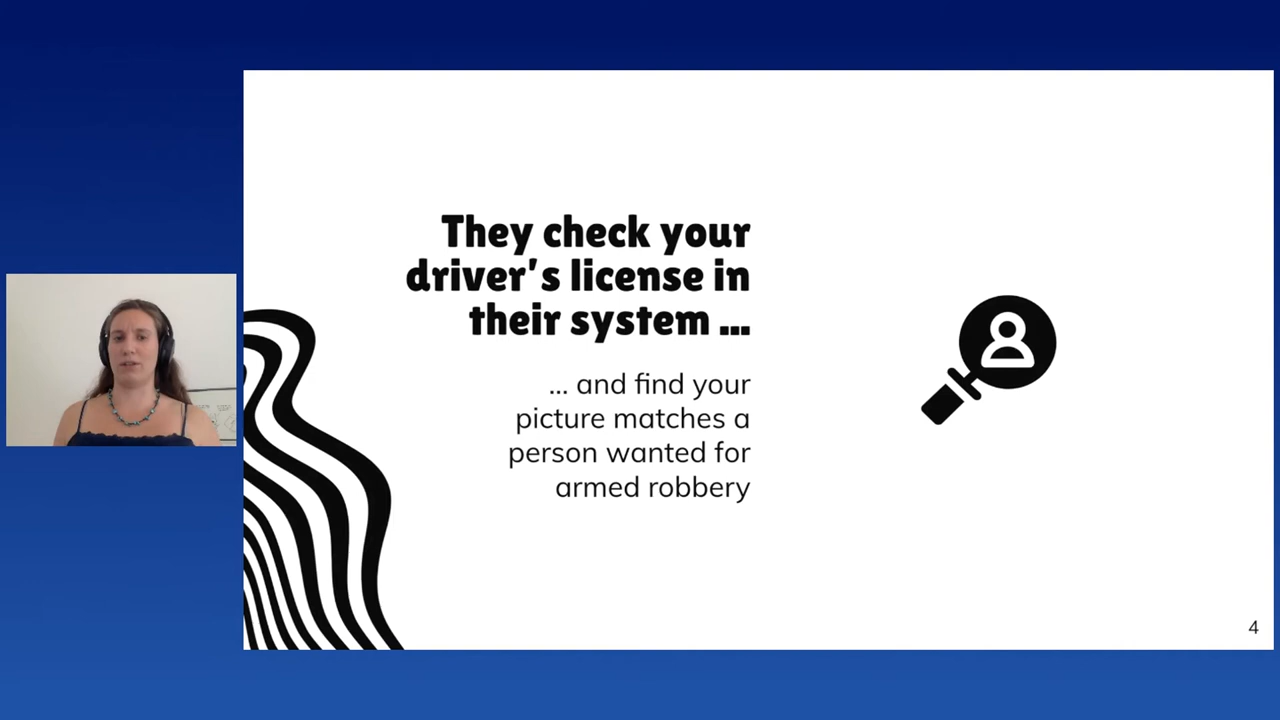 They check your
driver's license in
their system ...
... and find your
picture matches a
person wanted for
armed robbery
4